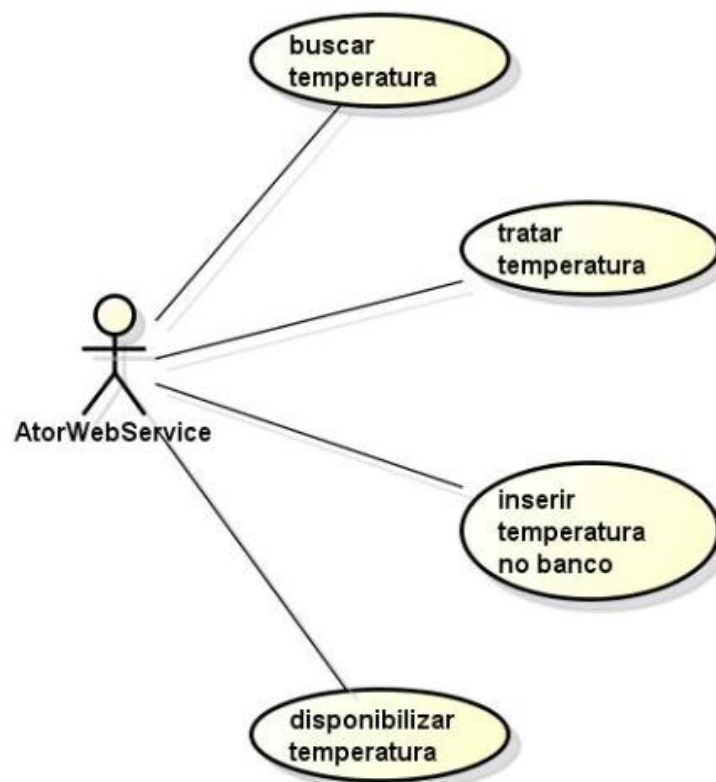 buscar
temperatura
tratar
temperatura
AtorWebService
inserir
temperatura
no banco
disponibilizar
temperatura